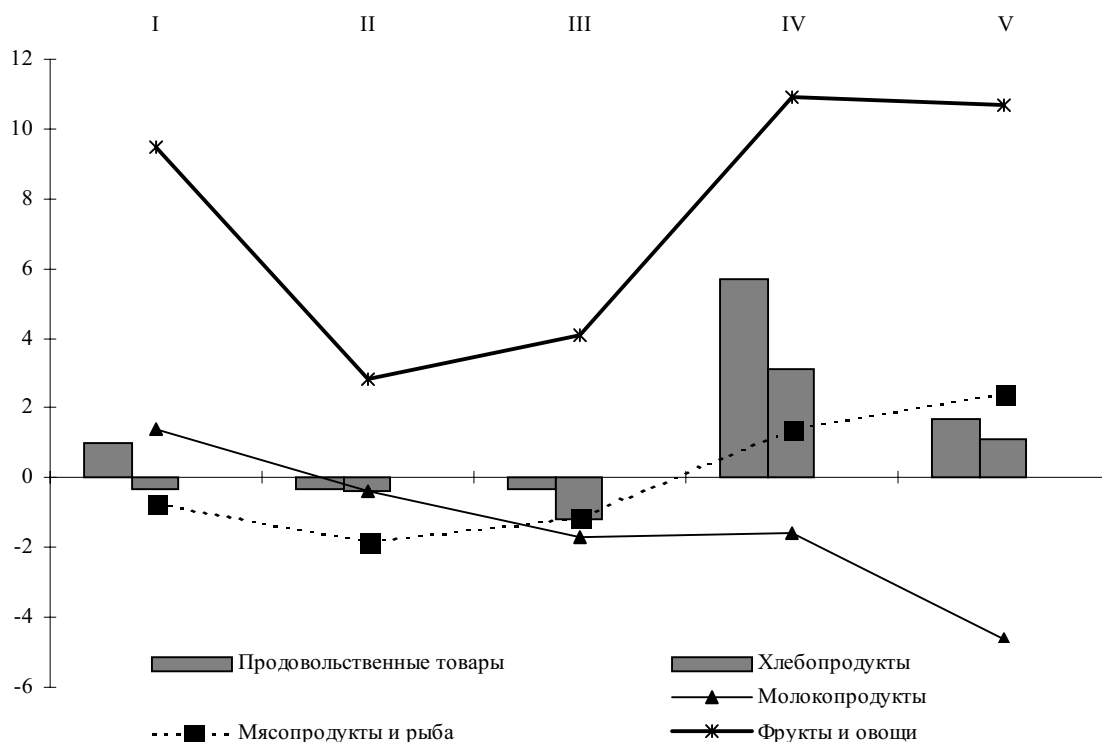 I II III IV V
12
10
8
6
4
2
0
-2
-4
-6
Продовольственные товары Хлебопродукты
Молокопродукты
Мясопродукты и рыба Фрукты и овощи